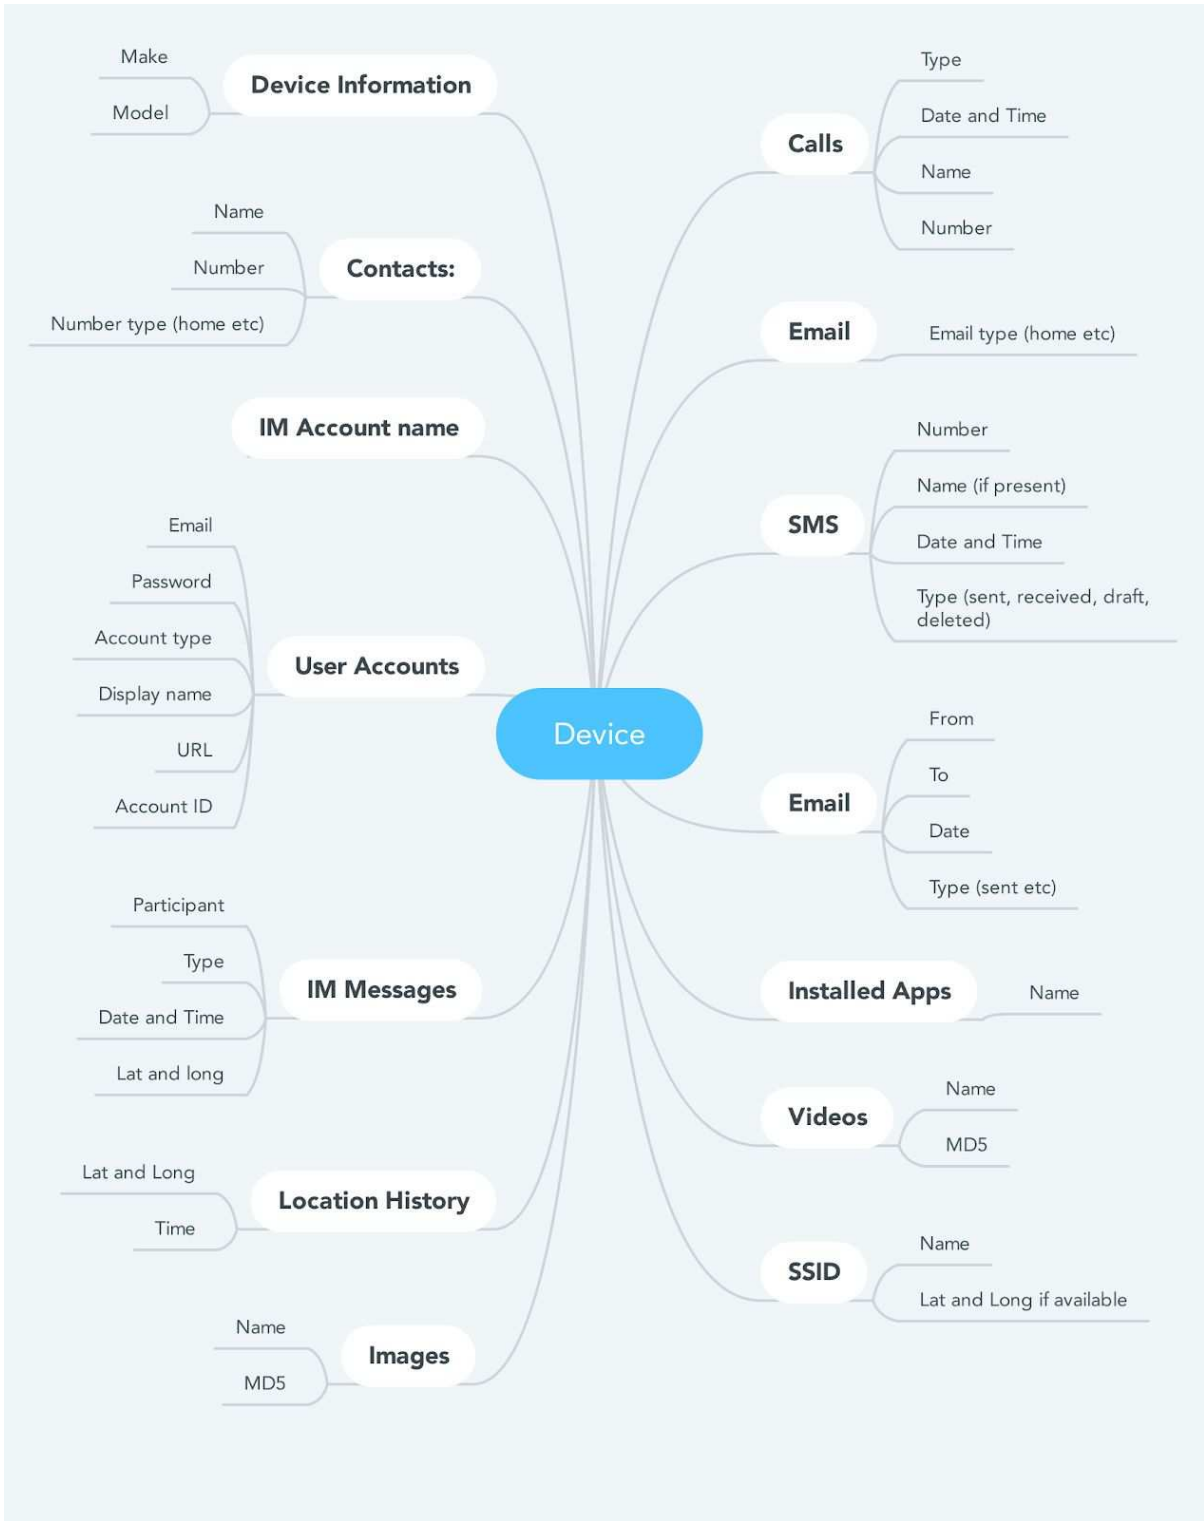 Make
Model
Device Information
Name
Number
Number type (home etc)
Contacts:
IM Account name
Email
Password
Account type
Display name
URL
Account ID
User Accounts
Participant
Type
Date and Time
Lat and long
IM Messages
Lat and Long
Time
Location History
Name
MD5
Images
Device
Calls
Type
Date and Time
Name
Number
Email
Email type (home etc)
SMS
Number
Name (if present)
Date and Time
Type (sent, received, draft,
deleted)
Email
From
To
Date
Type (sent etc)
Installed Apps
Name
Videos
Name
MD5
SSID
Name
Lat and Long if available